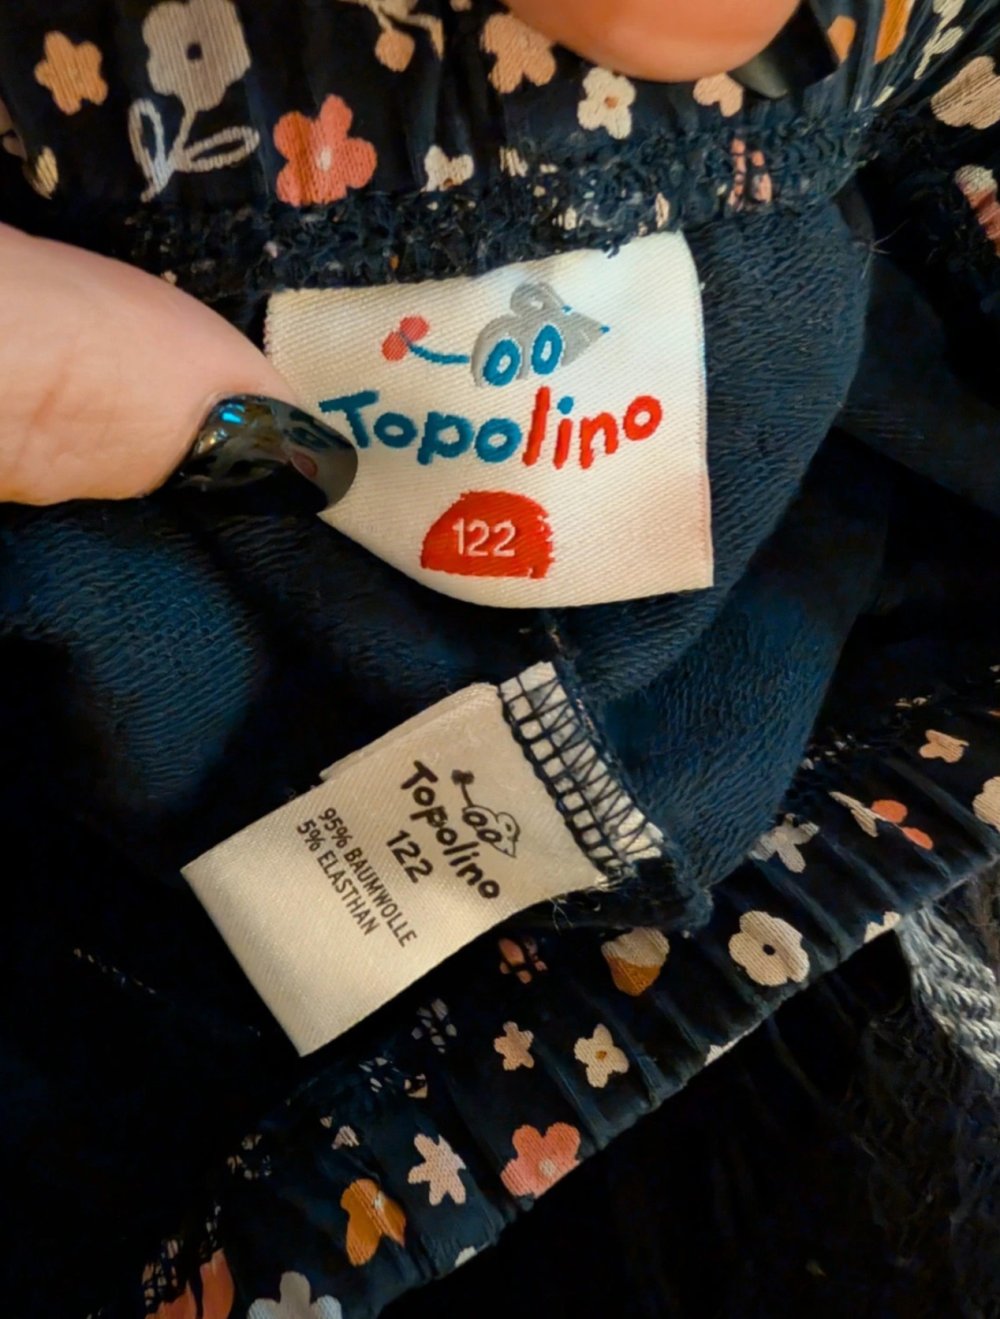 Topolino
122
Topolino
122
95% BAUMWOLLE
5% ELASTHAN